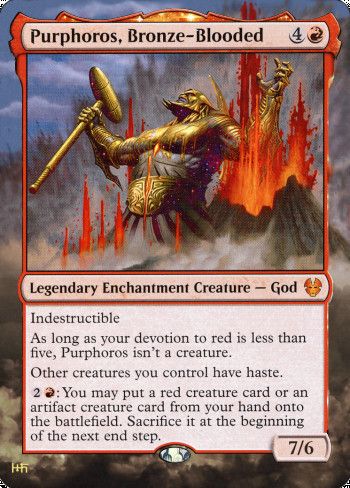 Purphoros, Bronze-Blooded 4
Legendary Enchantment Creature — God
Indestructible
As long as your devotion to red is less than
five, Purphoros isn't a creature.
Other creatures you control have haste.
2 : You may put a red creature card or an
artifact creature card from your hand onto
the battlefield. Sacrifice it at the beginning
of the next end step.
7/6